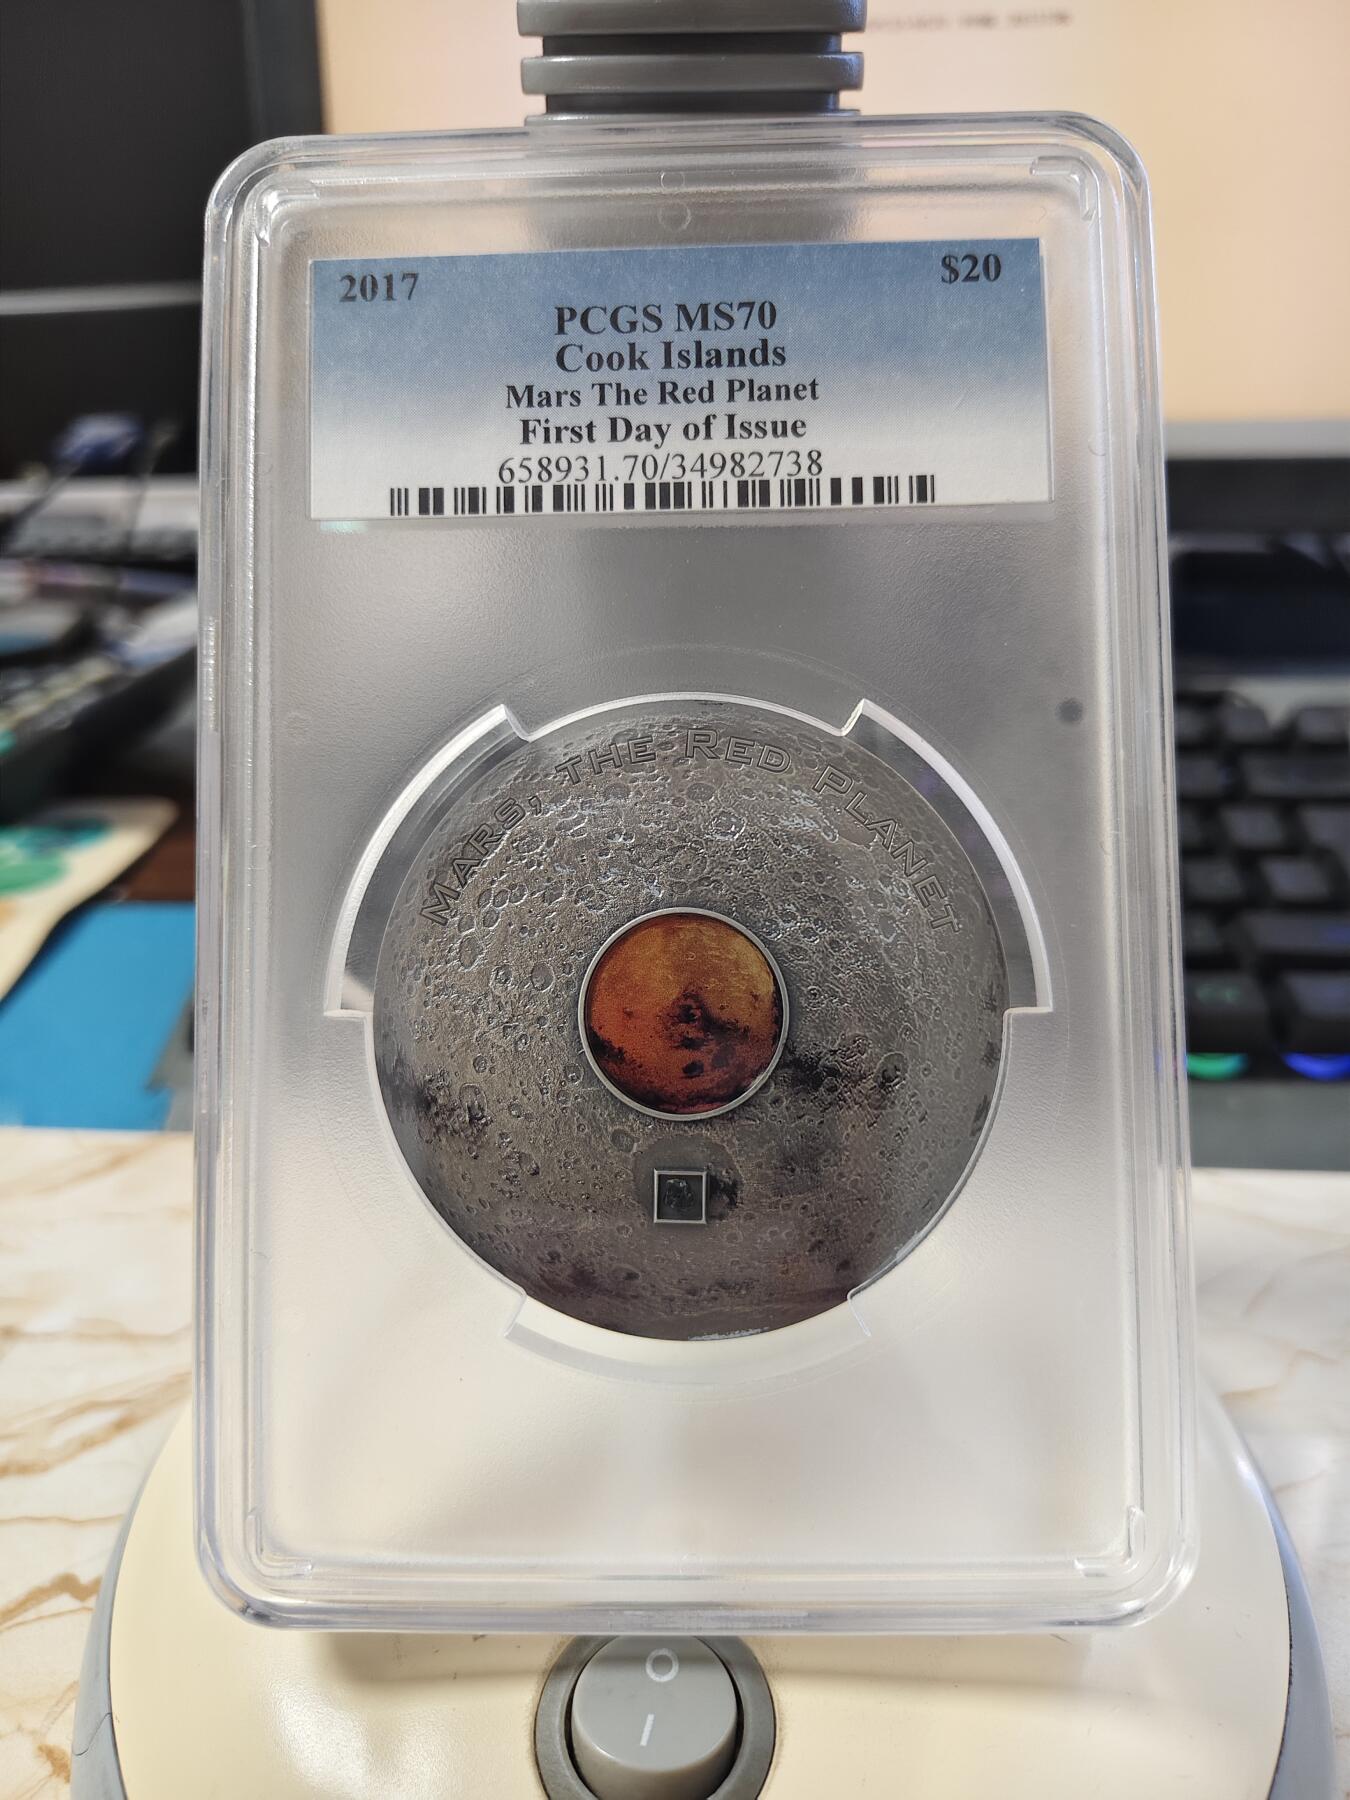 2017 $20
PCGS MS70
Cook Islands
Mars The Red Planet
First Day of Issue
658931.70/34982738
MARS, THE RED PLANET
O
I